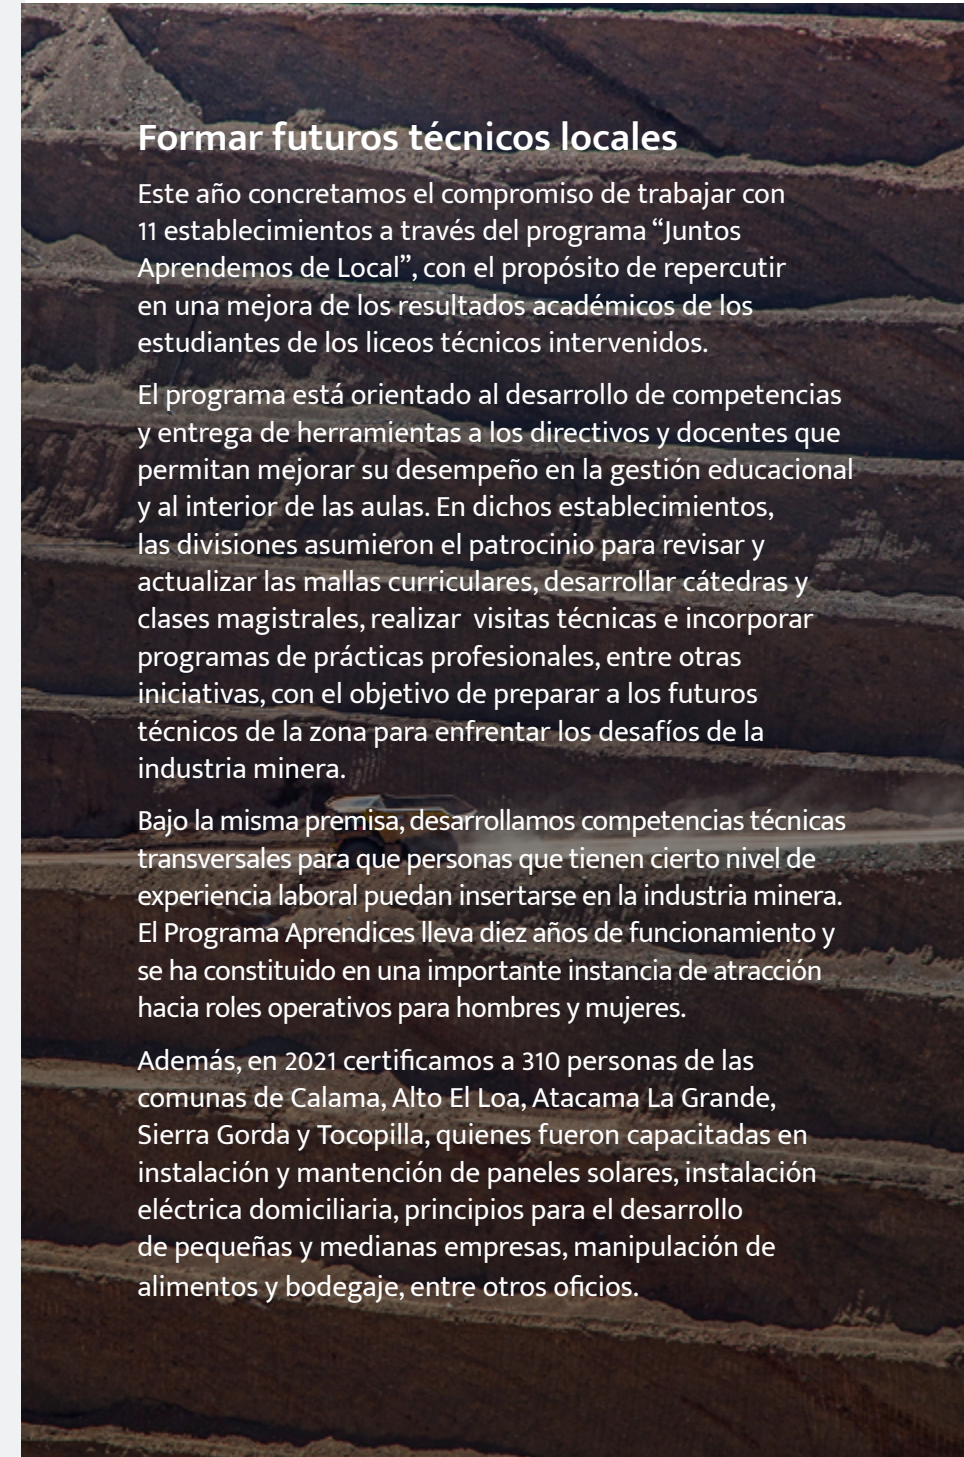 Formar futuros técnicos locales
Este año concretamos el compromiso de trabajar con
11 establecimientos a través del programa “Juntos
Aprendemos de Local”, con el propósito de repercutir
en una mejora de los resultados académicos de los
estudiantes de los liceos técnicos intervenidos.
El programa está orientado al desarrollo de competencias
y entrega de herramientas a los directivos y docentes que
permitan mejorar su desempeño en la gestión educacional
y al interior de las aulas. En dichos establecimientos,
las divisiones asumieron el patrocinio para revisar y
actualizar las mallas curriculares, desarrollar cátedras y
clases magistrales, realizar  visitas técnicas e incorporar
programas de prácticas profesionales, entre otras
iniciativas, con el objetivo de preparar a los futuros
técnicos de la zona para enfrentar los desafíos de la
industria minera.
Bajo la misma premisa, desarrollamos competencias técnicas
transversales para que personas que tienen cierto nivel de
experiencia laboral puedan insertarse en la industria minera.
El Programa Aprendices lleva diez años de funcionamiento y
se ha constituido en una importante instancia de atracción
hacia roles operativos para hombres y mujeres.
Además, en 2021 certificamos a 310 personas de las
comunas de Calama, Alto El Loa, Atacama La Grande,
Sierra Gorda y Tocopilla, quienes fueron capacitadas en
instalación y mantención de paneles solares, instalación
eléctrica domiciliaria, principios para el desarrollo
de pequeñas y medianas empresas, manipulación de
alimentos y bodegaje, entre otros oficios.